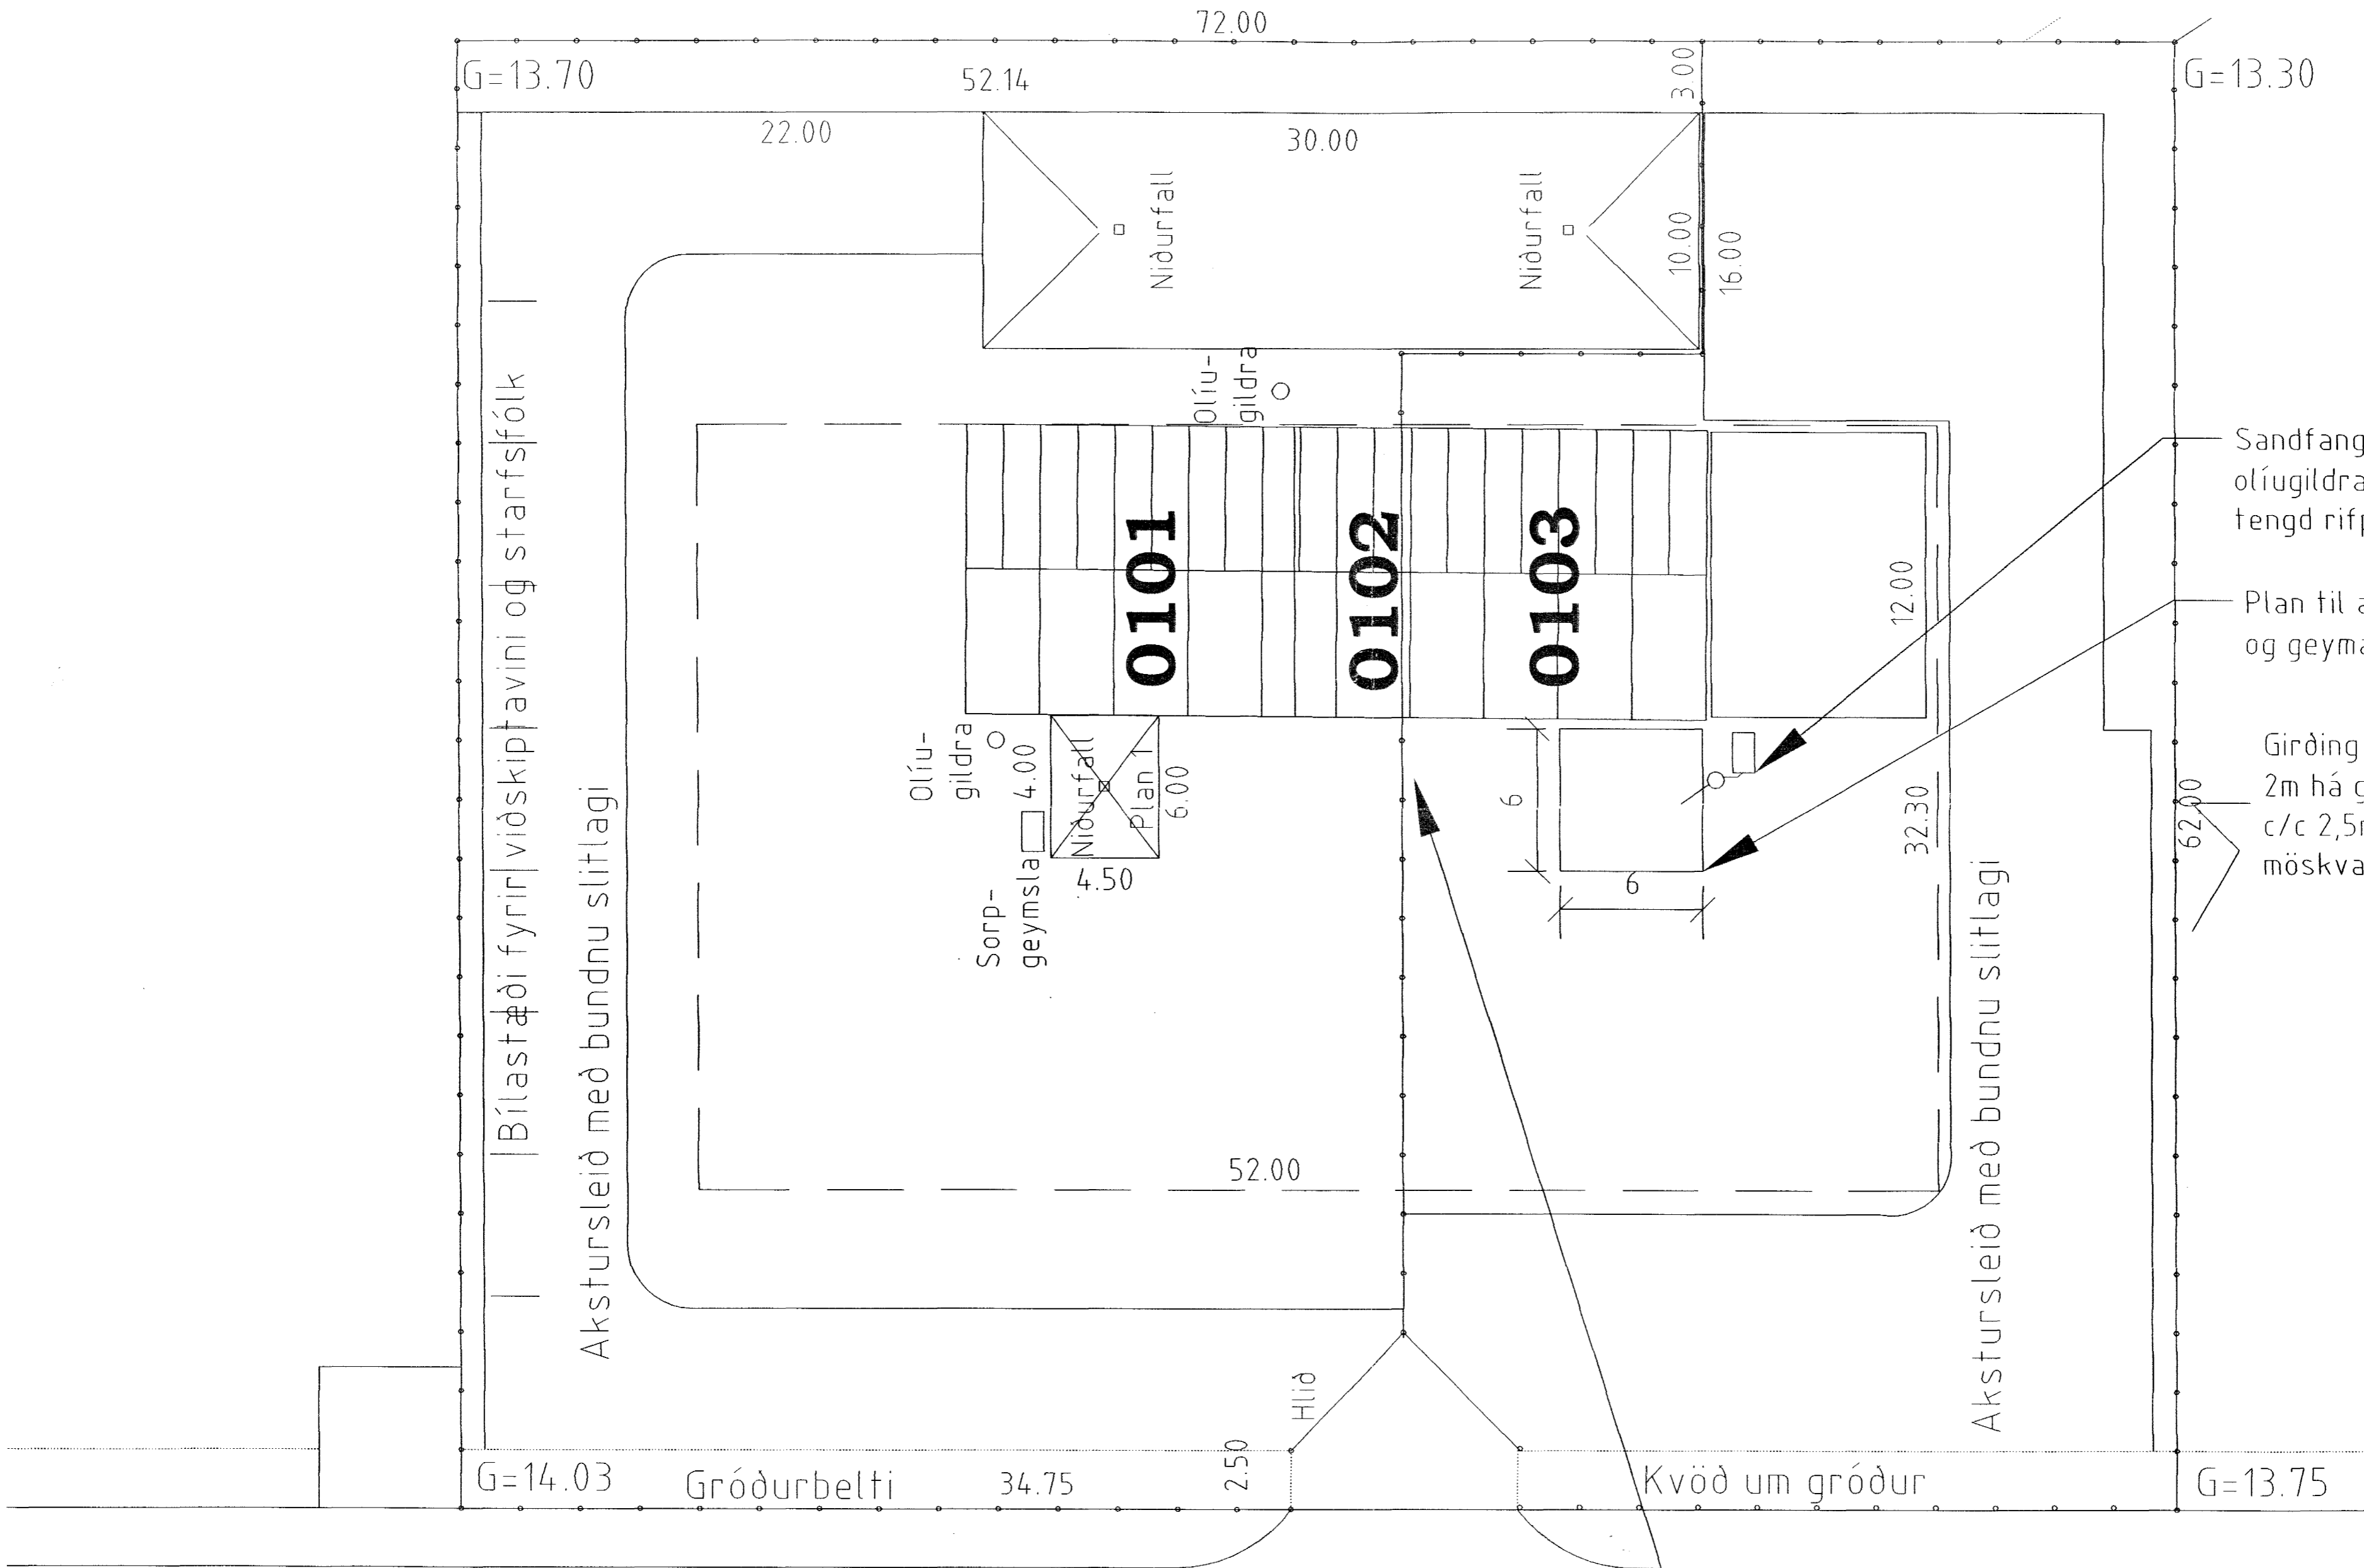 72.00
G=13.70
52.14
3.00
G=13.30
22.00
30.00
Niðurfall
Niðurfall
10.00
16.00
Olíu-
gildra
Bílastæði fyrir viðskiptavini og starfsfólk
Akstursleið með bundnu slitlagi
0101
0102
0103
12.00
Sandfang
olíugildra
tengd
Plan til
og
Girðing
2m há
c/c
62.00
Olíu-
gildra
4.00
Niðurfall
Plan 1
6.00
4.50
Sorp-
geymsla
6
6
32.30
Akstursleið með bundnu slitlagi
52.00
Hlið
2.50
G=14.03
Gróðurbelti
34.75
Kvöð um gróður
G=13.75